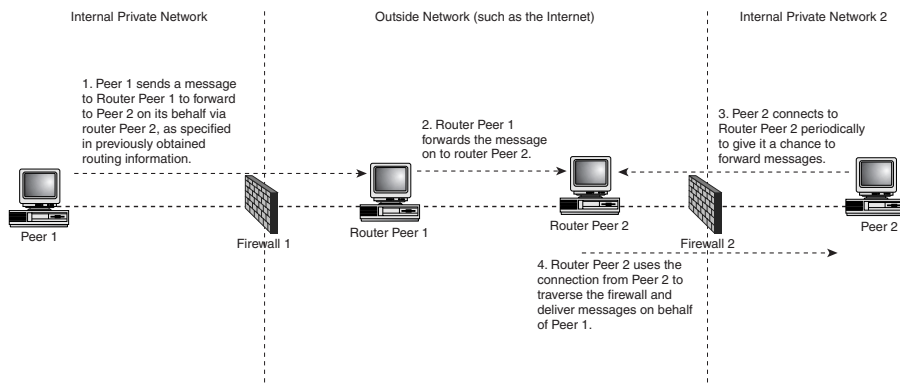 Internal Private Network
Outside Network (such as the Internet)
Internal Private Network 2
1. Peer 1 sends a message
to Router Peer 1 to forward
to Peer 2 on its behalf via
router Peer 2, as specified
in previously obtained
routing information.
2. Router Peer 1
forwards the message
on to router Peer 2.
3. Peer 2 connects to
Router Peer 2 periodically
to give it a chance to
forward messages.
Peer 1
Firewall 1
Router Peer 1
Router Peer 2
Firewall 2
Peer 2
4. Router Peer 2 uses the
connection from Peer 2 to
traverse the firewall and
deliver messages on behalf
of Peer 1.